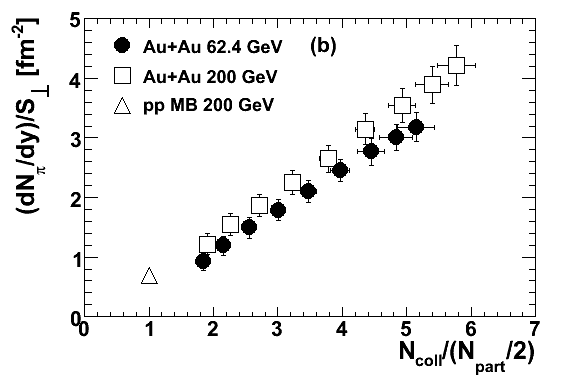 (dN_π/dy)/S_⊥ [fm⁻²]
5
4
3
2
1
0
Au+Au 62.4 GeV (b)
Au+Au 200 GeV
pp MB 200 GeV
0 1 2 3 4 5 6 7
N_coll/(N_part/2)